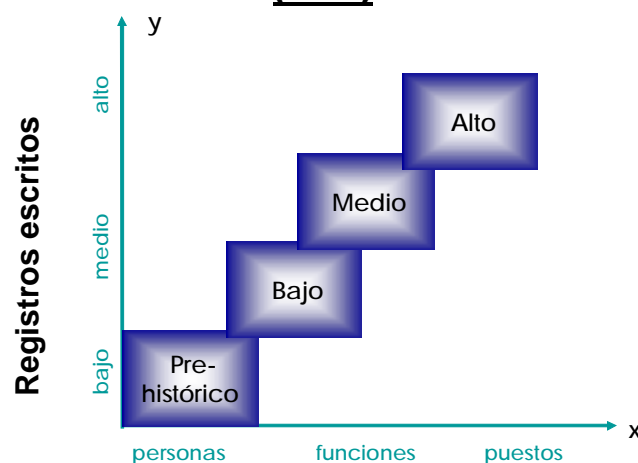 y
alto
Alto
Registros escritos
Medio
medio
Bajo
bajo
Pre-
histórico
x
personas funciones puestos